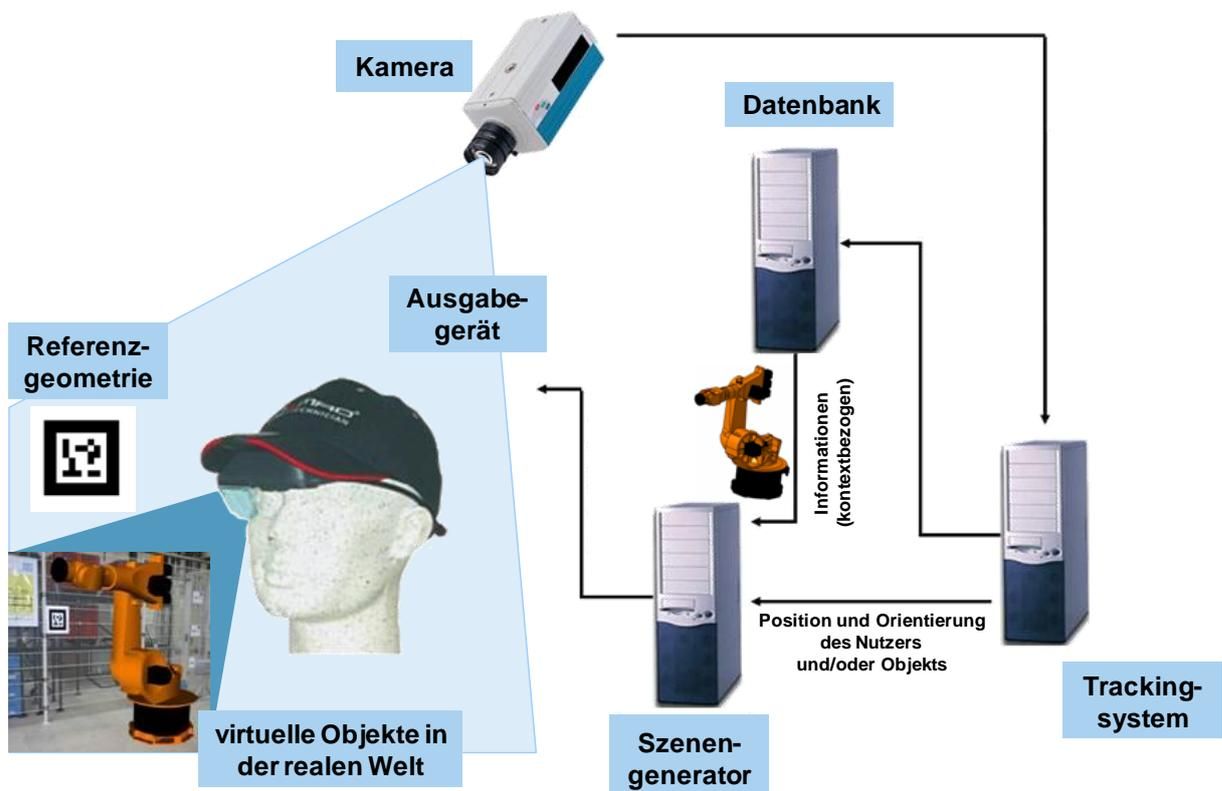 Kamera
Datenbank
Ausgabe-
gerät
Referenz-
geometrie
Informationen
(kontextbezogen)
Position und Orientierung
des Nutzers
und/oder Objekts
Tracking-
system
virtuelle Objekte in
der realen Welt
Szenen-
generator